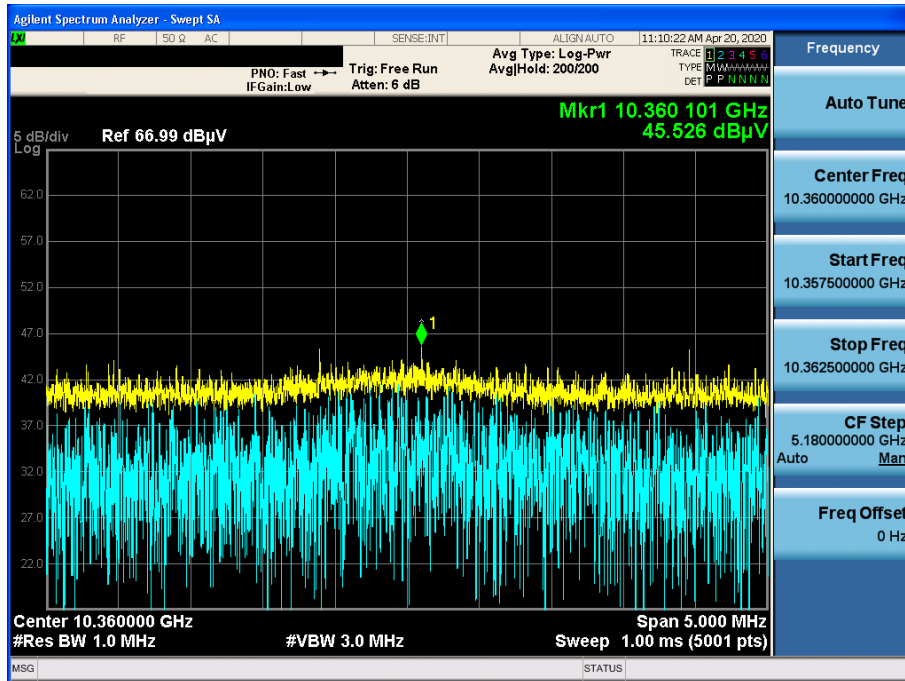 Agilent Spectrum Analyzer - Swept SA
LXI RF 50 Ω AC SENSE:INT ALIGN AUTO 11:10:22 AM Apr 20, 2020
PNO: Fast
IFGain:Low
Trig: Free Run
Atten: 6 dB
Avg Type: Log-Pwr
Avg|Hold: 200/200
TRACE 1 2 3 4 5 6
TYPE M W W W W W
DET P P N N N N
Mkr1 10.360 101 GHz
45.526 dBµV
5 dB/div Ref 66.99 dBµV
Log
62.0
57.0
52.0
47.0
42.0
37.0
32.0
27.0
22.0
1
Center 10.360000 GHz Span 5.000 MHz
#Res BW 1.0 MHz #VBW 3.0 MHz Sweep 1.00 ms (5001 pts)
MSG STATUS
Frequency
Auto Tune
Center Freq
10.360000000 GHz
Start Freq
10.357500000 GHz
Stop Freq
10.362500000 GHz
CF Step
5.180000000 GHz
Auto Man
Freq Offset
0 Hz